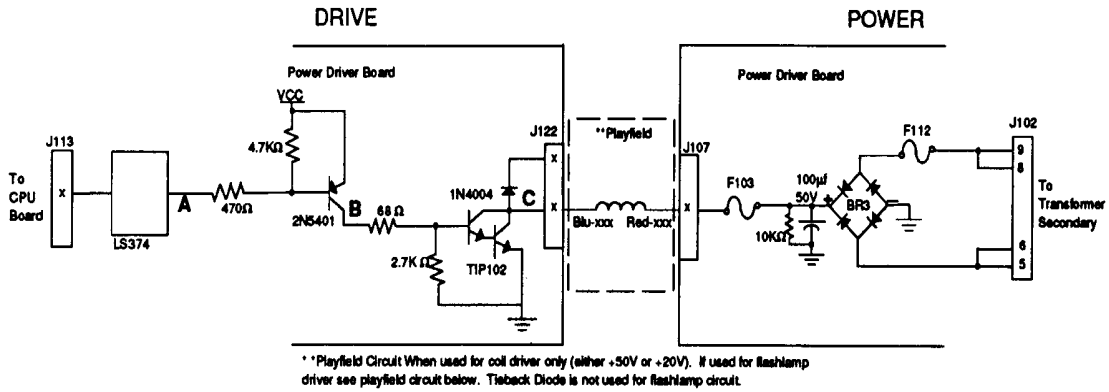 DRIVE
POWER
Power Driver Board
Power Driver Board
VCC
J113
4.7KΩ
J122
**Playfield
J107
F112
J102
x
To
CPU
Board
LS374
A
470Ω
2N5401
B
68 Ω
2.7K Ω
1N4004
TIP102
C
x
x
Blu-xxx
Red-xxx
x
F103
100µf
50V
+
10KΩ
BR3
9
8
6
5
To
Transformer
Secondary
**Playfield Circuit When used for coil driver only (either +50V or +20V). If used for flashlamp
driver see playfield circuit below. Tieback Diode is not used for flashlamp circuit.